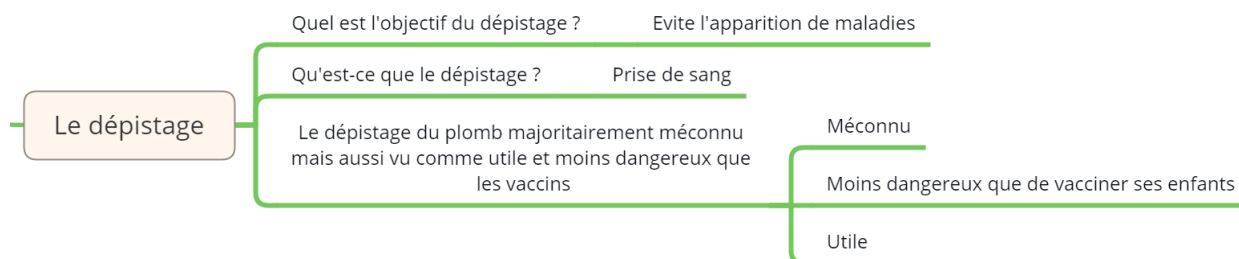 Quel est l'objectif du dépistage ?
Evite l'apparition de maladies
Qu'est-ce que le dépistage ?
Prise de sang
Le dépistage
Le dépistage du plomb majoritairement méconnu
mais aussi vu comme utile et moins dangereux que
les vaccins
Méconnu
Moins dangereux que de vacciner ses enfants
Utile